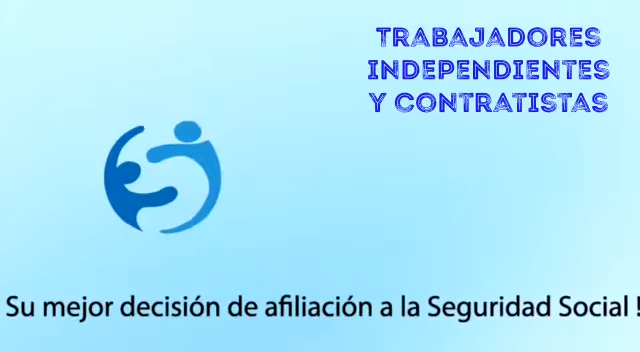 TRABAJADORES
INDEPENDIENTES
Y CONTRATISTAS
Su mejor decisión de afiliación a la Seguridad Social !